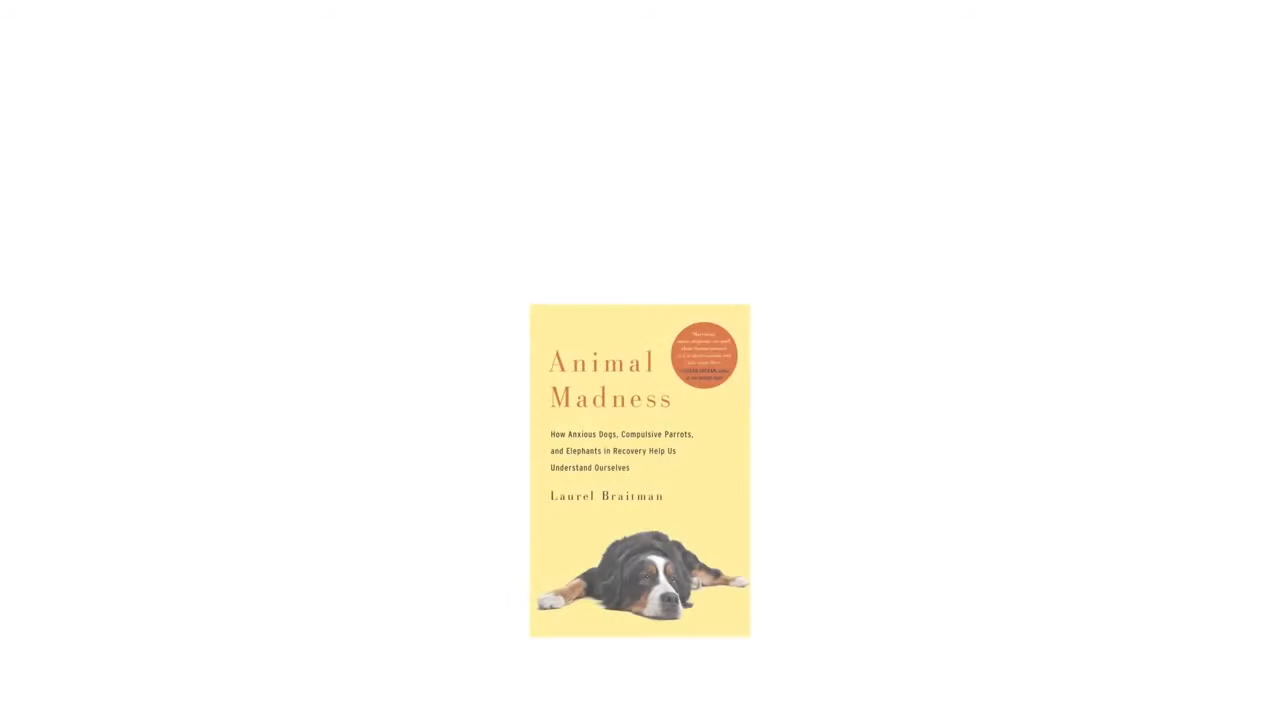 Animal
Madness
How Anxious Dogs, Compulsive Parrots,
and Elephants in Recovery Help Us
Understand Ourselves
Laurel Braitman